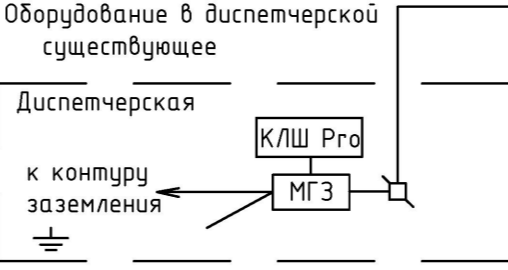 Оборудование в диспетчерской
существующее
Диспетчерская
КЛШ Pro
к контуру
МГЗ
заземления